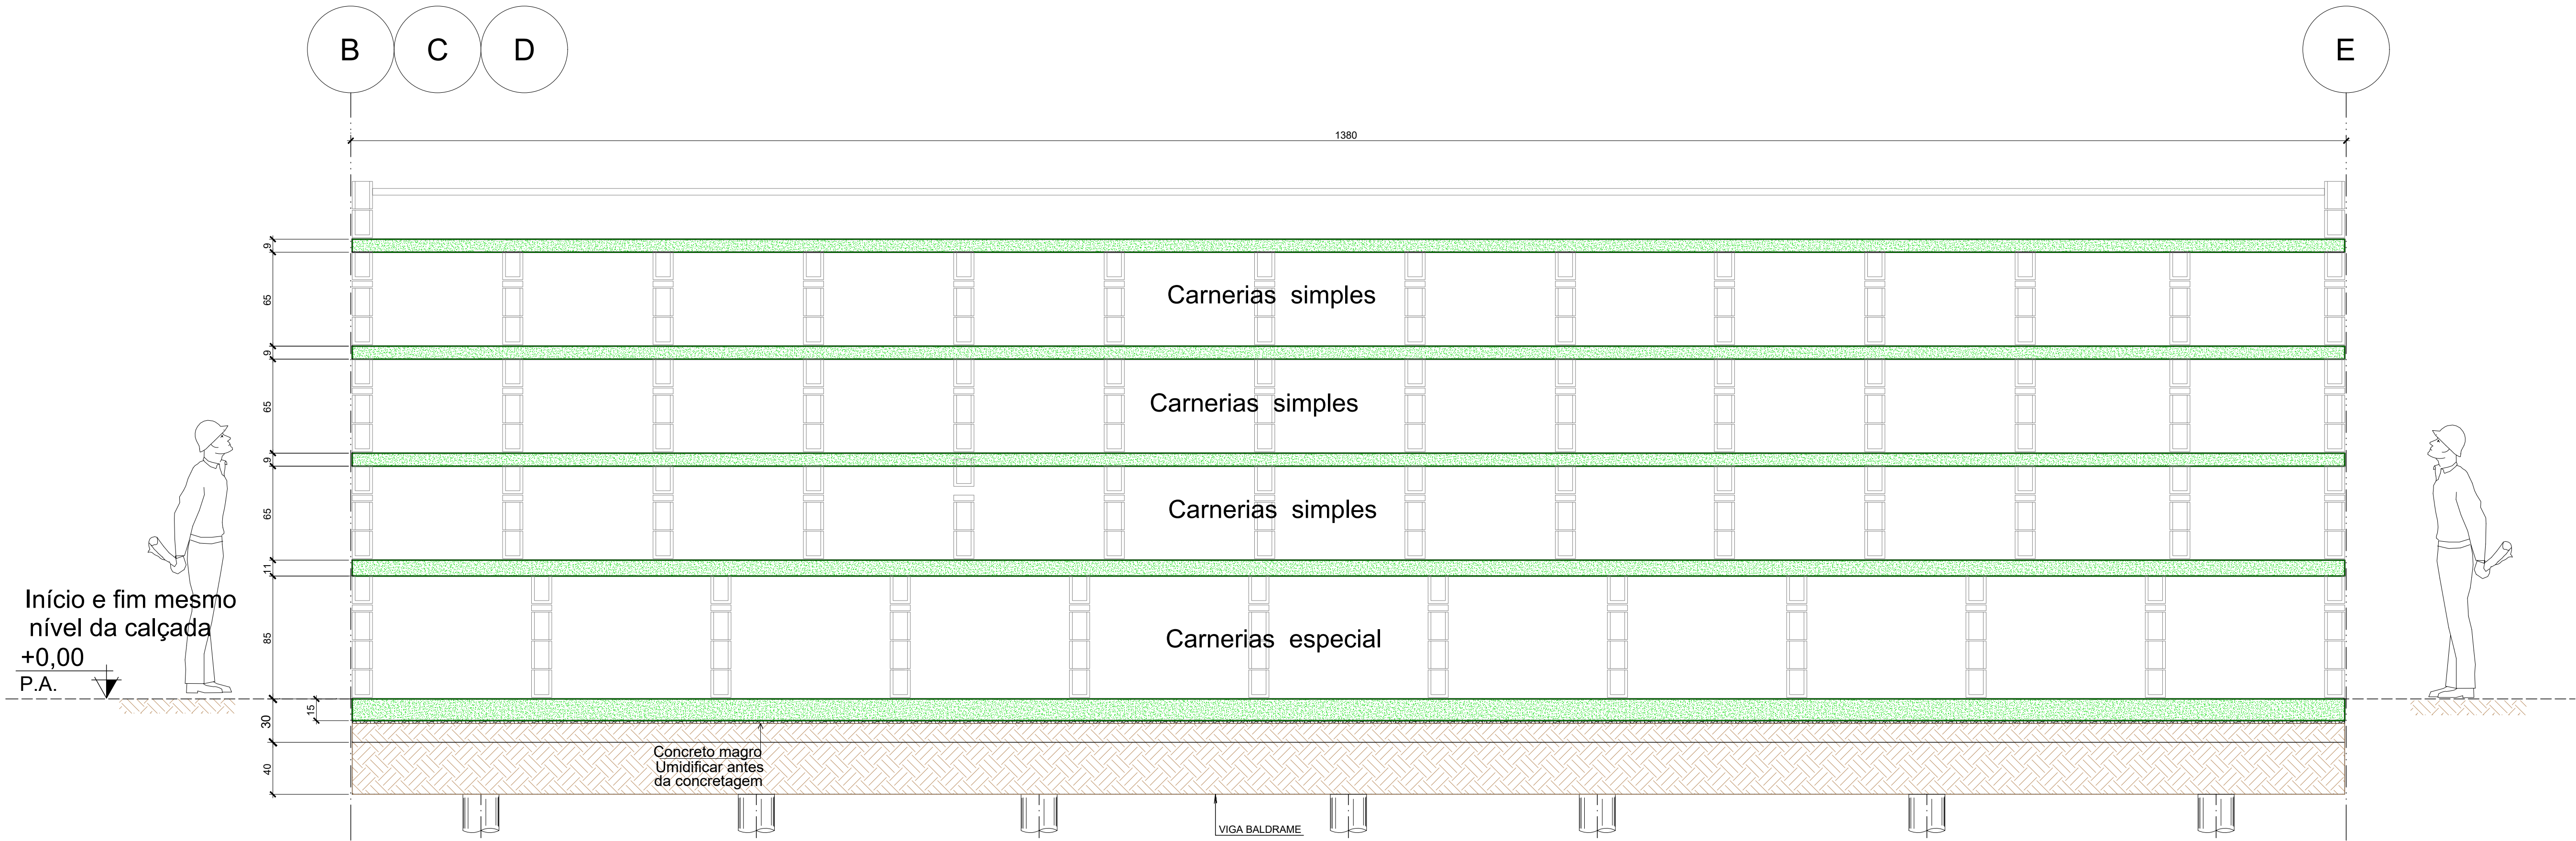 B C D E
1380
9
65
Carnerias simples
9
65
Carnerias simples
9
65
Carnerias simples
11
85
Carnerias especial
Início e fim mesmo
nível da calçada
+0,00
P.A.
30
15
40
Concreto magro
Umidificar antes
da concretagem
VIGA BALDRAME